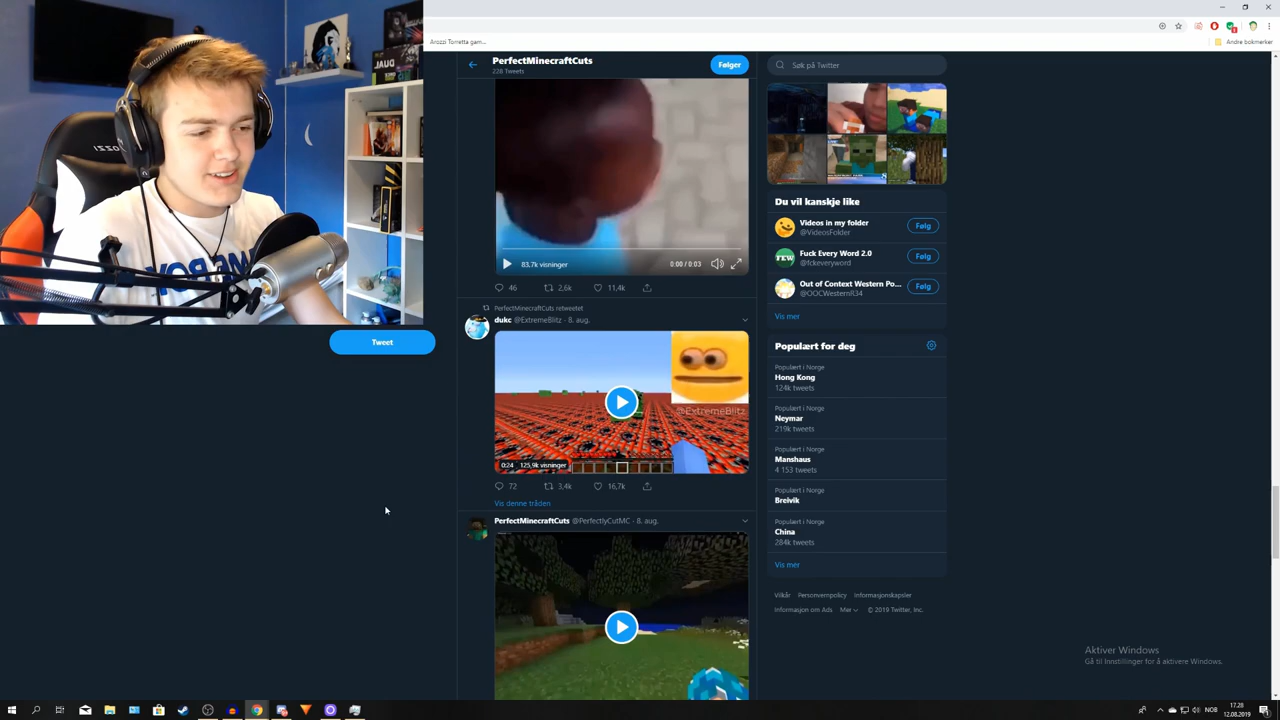 Arozzi Torretta gam...
Andre bokmerker
PerfectMinecraftCuts
228 Tweets
Følger
Søk på Twitter
83,7k visninger
0:00 / 0:03
46
2,6k
11,4k
PerfectMinecraftCuts retweetet
dukc @ExtremeBlitz · 8. aug.
@ExtremeBlitz
0:24 125,9k visninger
72
3,4k
16,7k
Vis denne tråden
PerfectMinecraftCuts @PerfectlyCutMC · 8. aug.
Tweet
Du vil kanskje like
Videos in my folder
@VideosFolder
Følg
FEW
Fuck Every Word 2.0
@fckeveryword
Følg
Out of Context Western Po...
@OOCWesternR34
Følg
Vis mer
Populært for deg
Populært i Norge
Hong Kong
124k tweets
Populært i Norge
Neymar
219k tweets
Populært i Norge
Manshaus
4 153 tweets
Populært i Norge
Breivik
Populært i Norge
China
284k tweets
Vis mer
Vilkår Personvernpolicy Informasjonskapsler
Informasjon om Ads Mer © 2019 Twitter, Inc.
Aktiver Windows
Gå til Innstillinger for å aktivere Windows.
NOB
17.28
12.08.2019